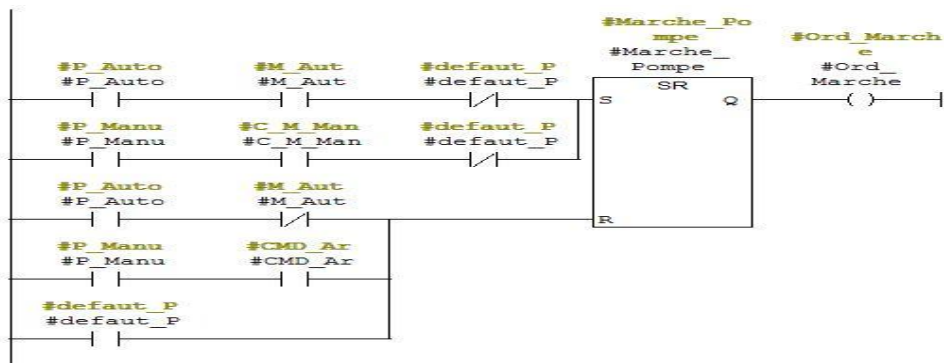 #Marche_Po
mpe
#Marche_
Pompe
#Ord_March
e
#Ord_
Marche
#P_Auto
#P_Auto
#M_Aut
#M_Aut
#defaut_P
#defaut_P
SR
S
Q
#P_Manu
#P_Manu
#C_M_Man
#C_M_Man
#defaut_P
#defaut_P
#P_Auto
#P_Auto
#M_Aut
#M_Aut
R
#P_Manu
#P_Manu
#CMD_Ar
#CMD_Ar
#defaut_P
#defaut_P